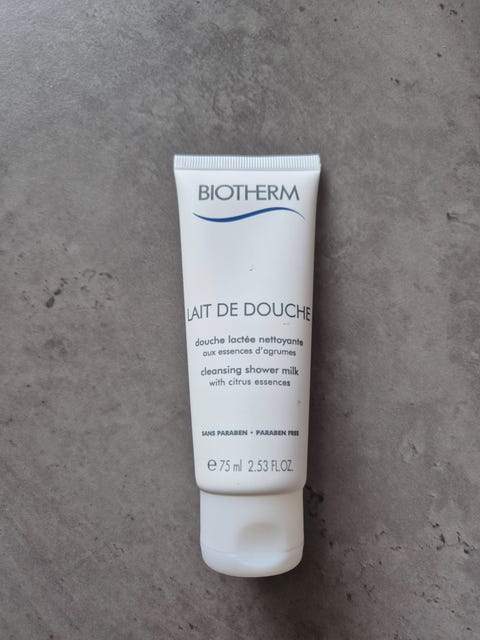 BIOTHERM
LAIT DE DOUCHE
douche lactée nettoyante
aux essences d'agrumes
cleansing shower milk
with citrus essences
SANS PARABEN • PARABEN FREE
℮ 75 ml 2.53 FL.OZ.